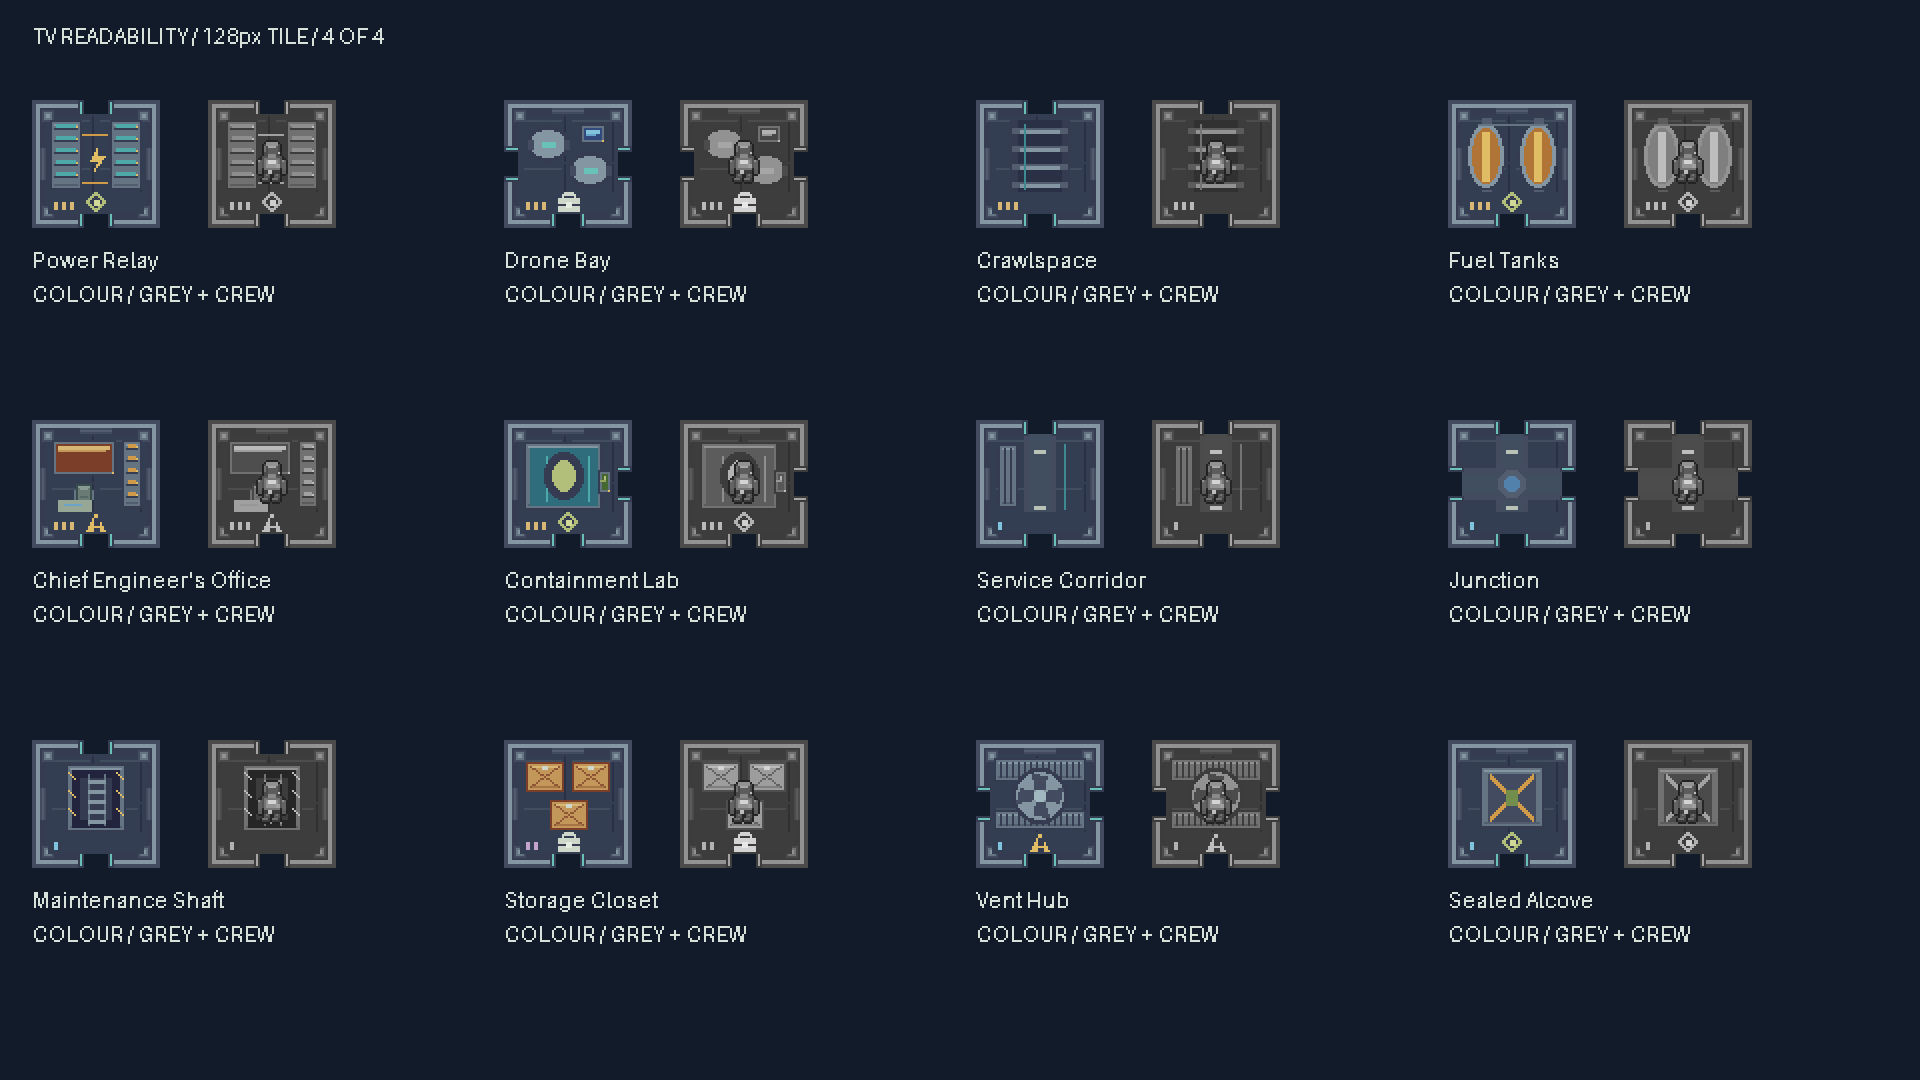 TV READABILITY / 128px TILE / 4 OF 4
Power Relay
COLOUR / GREY + CREW
Drone Bay
COLOUR / GREY + CREW
Crawlspace
COLOUR / GREY + CREW
Fuel Tanks
COLOUR / GREY + CREW
Chief Engineer's Office
COLOUR / GREY + CREW
Containment Lab
COLOUR / GREY + CREW
Service Corridor
COLOUR / GREY + CREW
Junction
COLOUR / GREY + CREW
Maintenance Shaft
COLOUR / GREY + CREW
Storage Closet
COLOUR / GREY + CREW
Vent Hub
COLOUR / GREY + CREW
Sealed Alcove
COLOUR / GREY + CREW